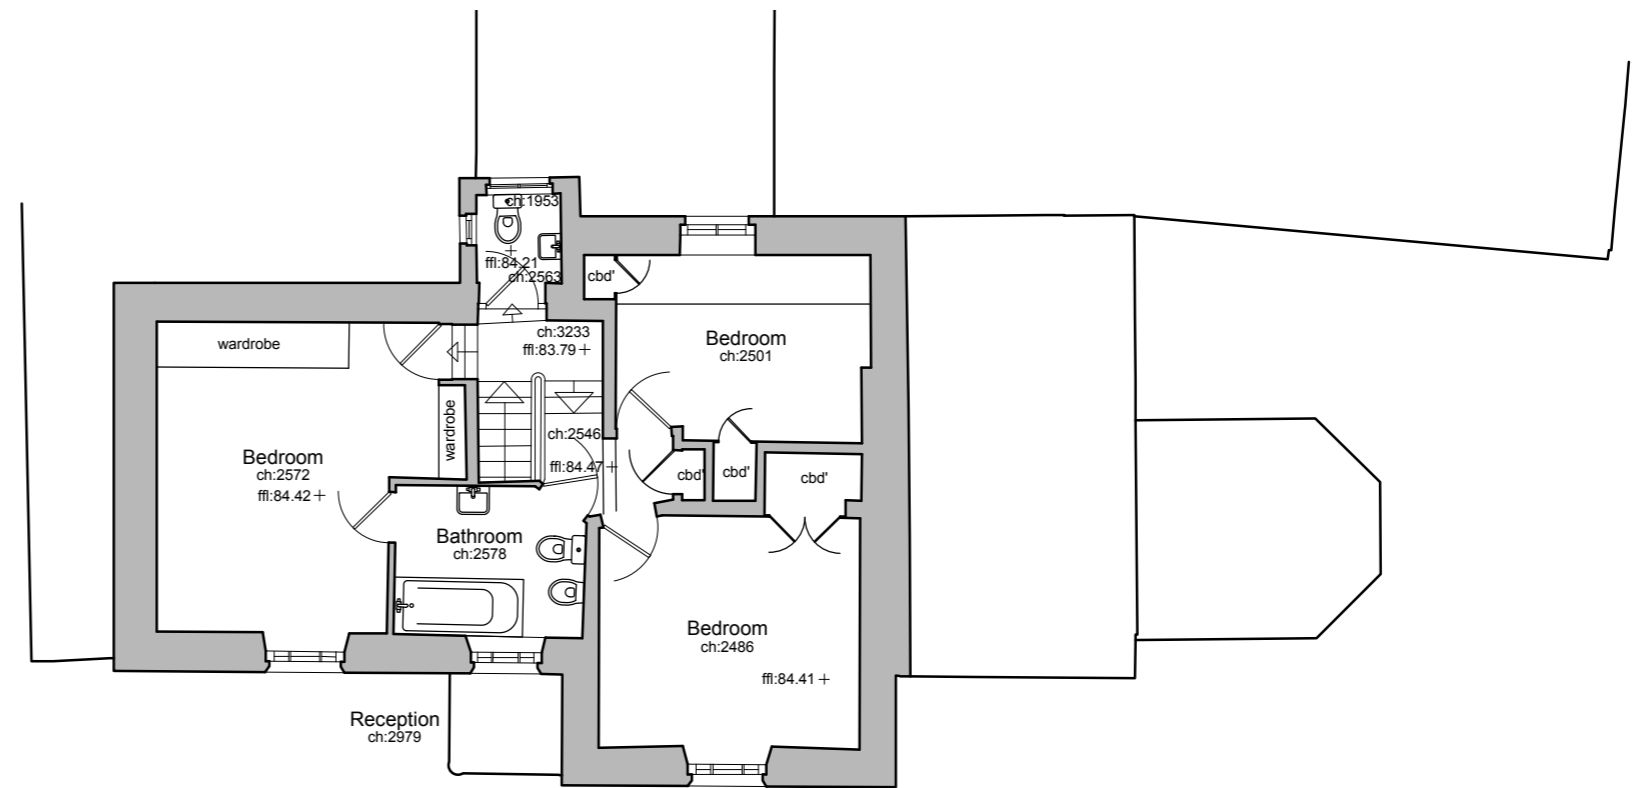 ch:1953
ffl:84.21
ch:2563
cbd'
ch:3233
ffl:83.79
Bedroom
ch:2501
wardrobe
wardrobe
ch:2546
ffl:84.47
Bedroom
ch:2572
ffl:84.42
cbd'
cbd'
cbd'
Bathroom
ch:2578
Bedroom
ch:2486
ffl:84.41
Reception
ch:2979